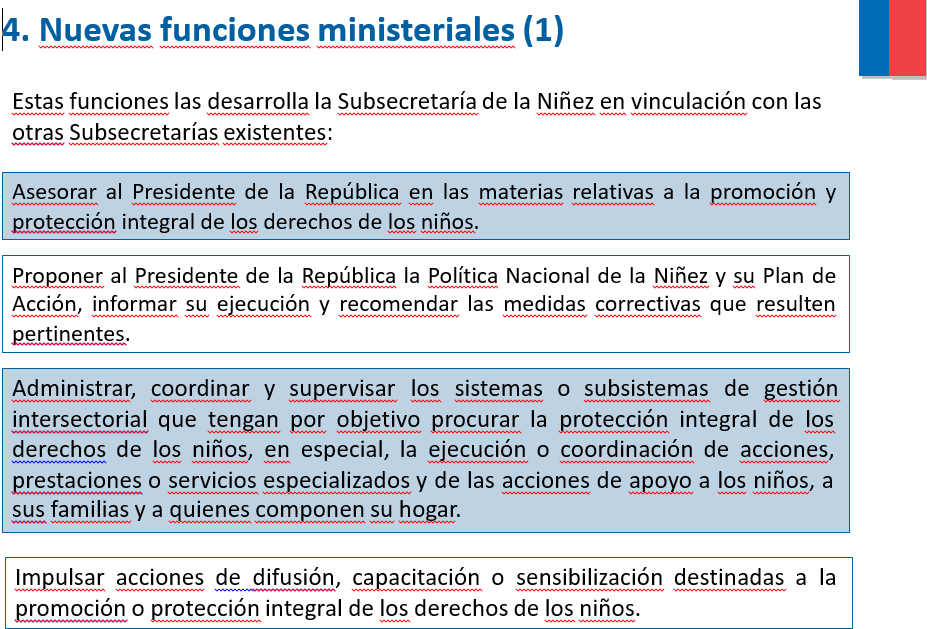 4. Nuevas funciones ministeriales (1)
Estas funciones las desarrolla la Subsecretaría de la Niñez en vinculación con las
otras Subsecretarías existentes:
Asesorar al Presidente de la República en las materias relativas a la promoción y
protección integral de los derechos de los niños.
Proponer al Presidente de la República la Política Nacional de la Niñez y su Plan de
Acción, informar su ejecución y recomendar las medidas correctivas que resulten
pertinentes.
Administrar, coordinar y supervisar los sistemas o subsistemas de gestión
intersectorial que tengan por objetivo procurar la protección integral de los
derechos de los niños, en especial, la ejecución o coordinación de acciones,
prestaciones o servicios especializados y de las acciones de apoyo a los niños, a
sus familias y a quienes componen su hogar.
Impulsar acciones de difusión, capacitación o sensibilización destinadas a la
promoción o protección integral de los derechos de los niños.